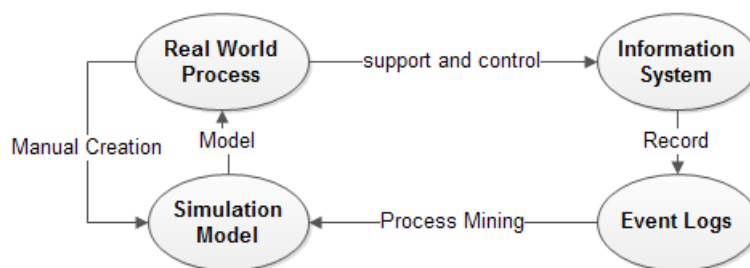 Real World
Process
support and control
Information
System
Manual Creation
Model
Record
Simulation
Model
Process Mining
Event Logs